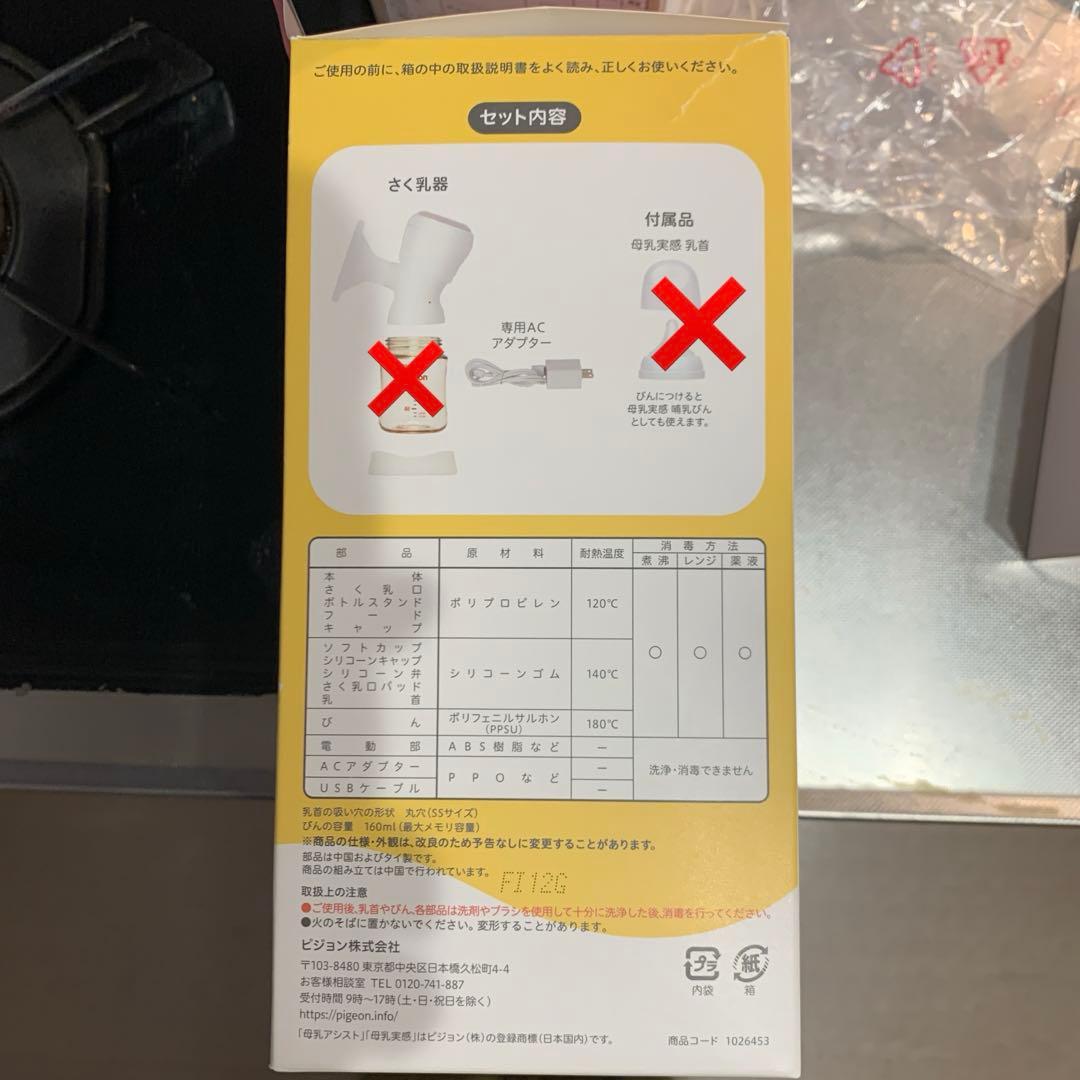 ご使用の前に、箱の中の取扱説明書をよく読み、正しくお使いください。
セット内容
さく乳器
付属品
母乳実感 乳首
専用AC
アダプター
びんにつけると
母乳実感 哺乳びん
としても使えます。
部品 原材料 耐熱温度 消毒方法
煮沸 レンジ 薬液
本体
さく乳口
ボトルスタンド
フード
キャップ
ポリプロピレン 120℃
ソフトカップ
シリコーンキャップ
シリコーン弁
さく乳口パッド
乳首
シリコーンゴム 140℃
○ ○ ○
びん ポリフェニルサルホン
(PPSU) 180℃
電動部 ABS樹脂など ー
ACアダプター ー
PPOなど
USBケーブル ー
洗浄・消毒できません
乳首の吸い穴の形状 丸穴(SSサイズ)
びんの容量 160ml(最大メモリ容量)
※商品の仕様・外観は、改良のため予告なしに変更することがあります。
部品は中国およびタイ製です。
商品の組み立ては中国で行われています。
FI12G
取扱上の注意
●ご使用後、乳首やびん、各部品は洗剤やブラシを使用して十分に洗浄した後、消毒を行ってください。
●火のそばに置かないでください。変形することがあります。
ピジョン株式会社
〒103-8480 東京都中央区日本橋久松町4-4
お客様相談室 TEL 0120-741-887
受付時間 9時〜17時(土・日・祝日を除く)
https://pigeon.info/
プラ
内袋
紙
箱
「母乳アシスト」「母乳実感」はピジョン(株)の登録商標(日本国内)です。
商品コード 1026453